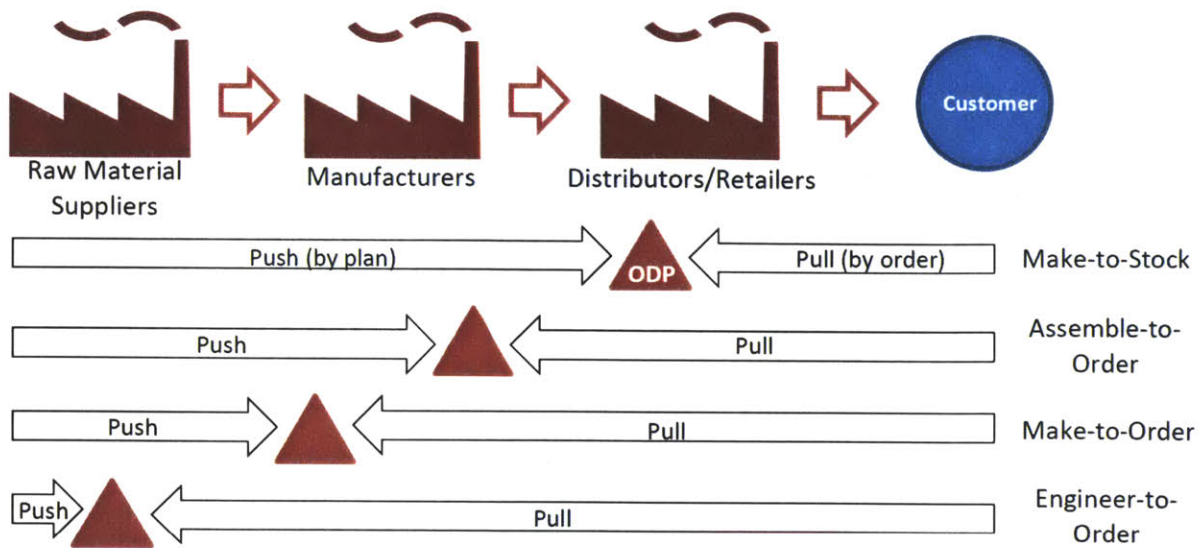 Customer
Raw Material
Suppliers
Manufacturers
Distributors/Retailers
Push (by plan)
ODP
Pull (by order)
Make-to-Stock
Push
Pull
Assemble-to-
Order
Push
Pull
Make-to-Order
Push
Pull
Engineer-to-
Order